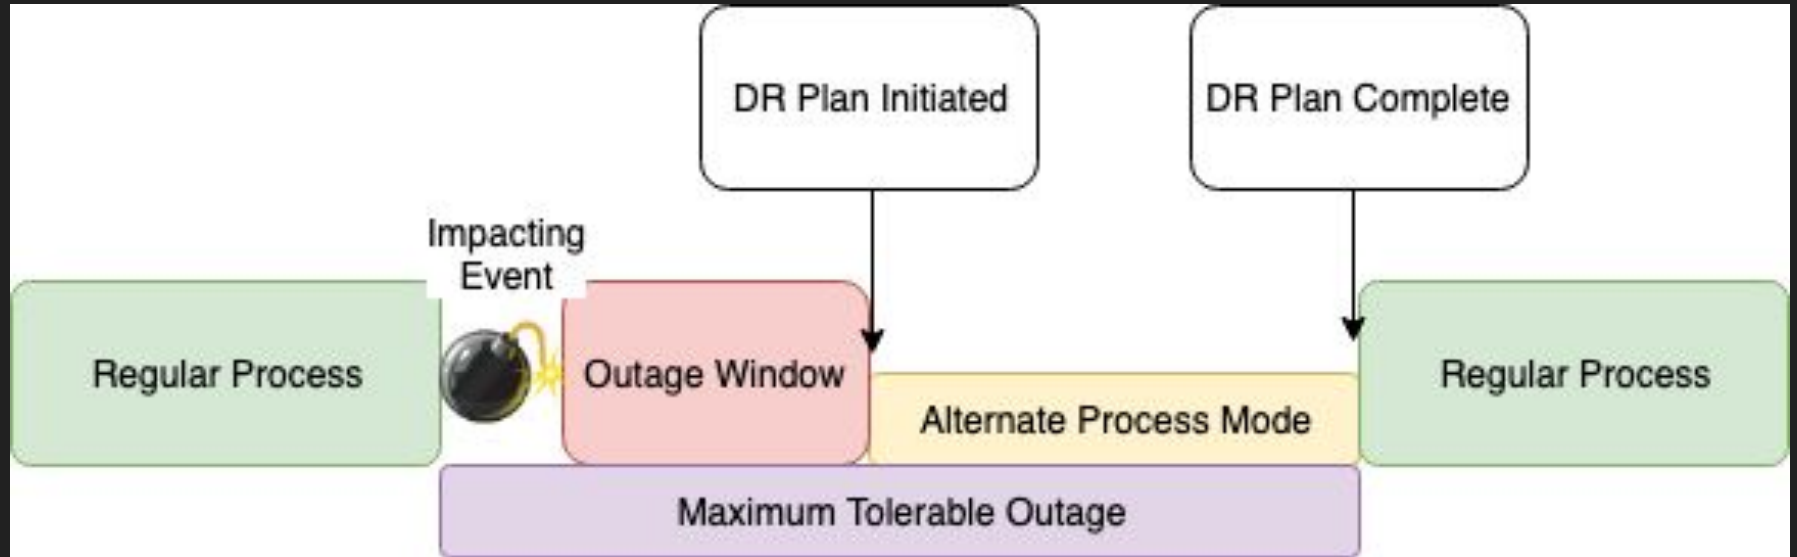 DR Plan Initiated
DR Plan Complete
Impacting
Event
Regular Process
Outage Window
Alternate Process Mode
Regular Process
Maximum Tolerable Outage